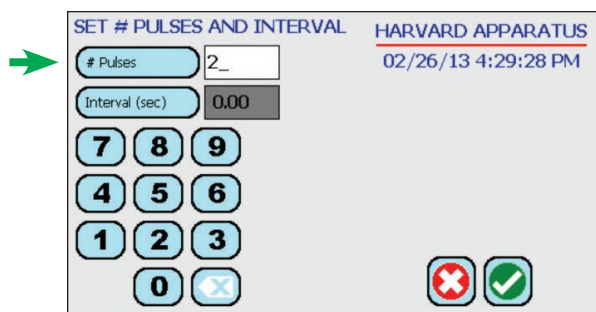 SET # PULSES AND INTERVAL
HARVARD APPARATUS
02/26/13 4:29:28 PM
# Pulses 2_
Interval (sec) 0.00
7 8 9
4 5 6
1 2 3
0